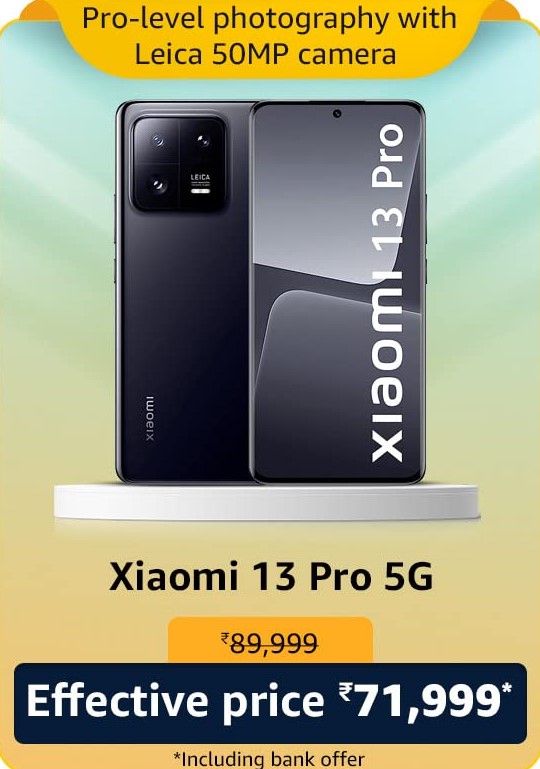 Pro-level photography with
Leica 50MP camera
LEICA
xiaomi
Xiaomi 13 Pro
Xiaomi 13 Pro 5G
₹89,999
Effective price ₹71,999*
*Including bank offer